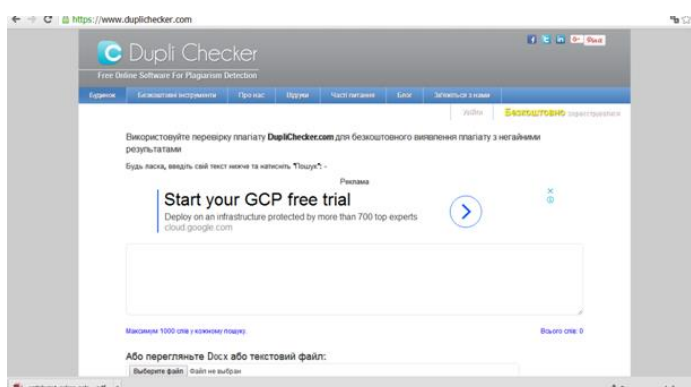 https://www.duplichecker.com
Dupli Checker
Free Online Software For Plagiarism Detection
Будинок Безкоштовні інструменти Про нас Відгуки Часті питання Блог Зв'яжіться з нами
Увійти Безкоштовно зареєструватися
Використовуйте перевірку плагіату DupliChecker.com для безкоштовного виявлення плагіату з негайними
результатами
Будь ласка, введіть свій текст нижче та натисніть "Пошук": -
Реклама
Start your GCP free trial
Deploy on an infrastructure protected by more than 700 top experts
cloud.google.com
Максимум 1000 слів у кожному пошуку.
Всього слів: 0
Або перегляньте Docx або текстовий файл:
Выберите файл Файл не выбран